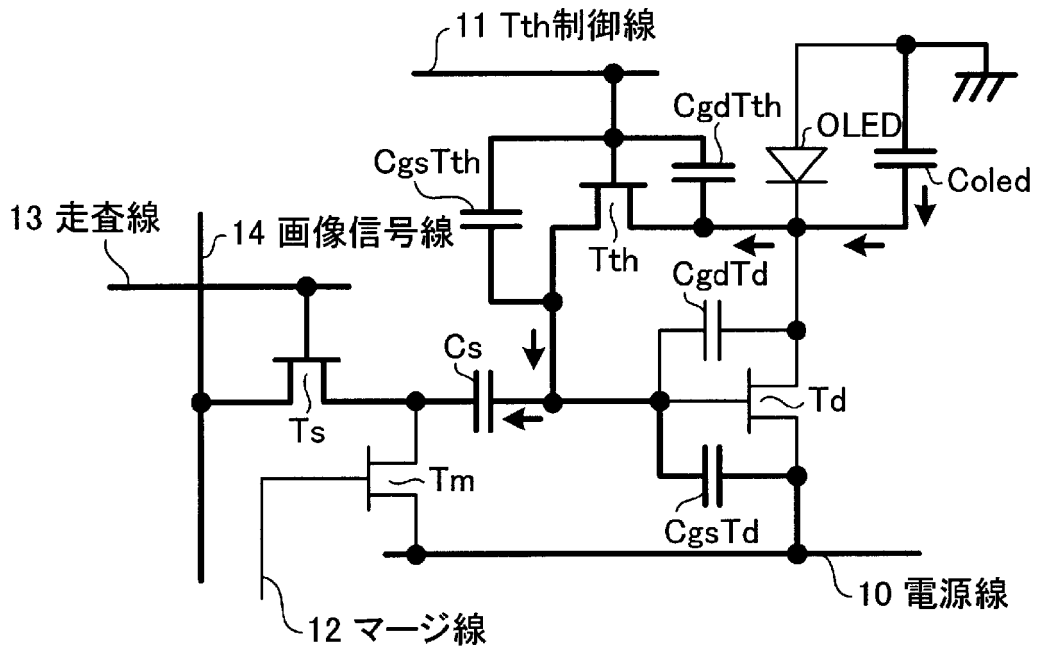 11 Tth制御線
CgdTth
OLED
CgsTth
Coled
13 走査線
14 画像信号線
Tth
CgdTd
Cs
Td
Ts
Tm
CgsTd
10 電源線
12 マージ線